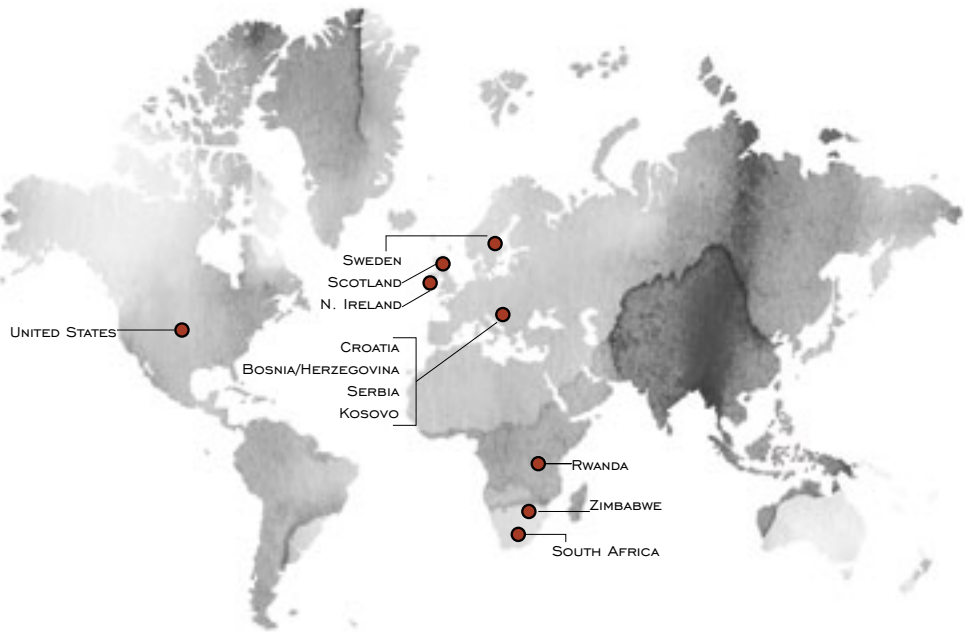 Sweden
Scotland
N. Ireland
United States
Croatia
Bosnia/Herzegovina
Serbia
Kosovo
Rwanda
Zimbabwe
South Africa